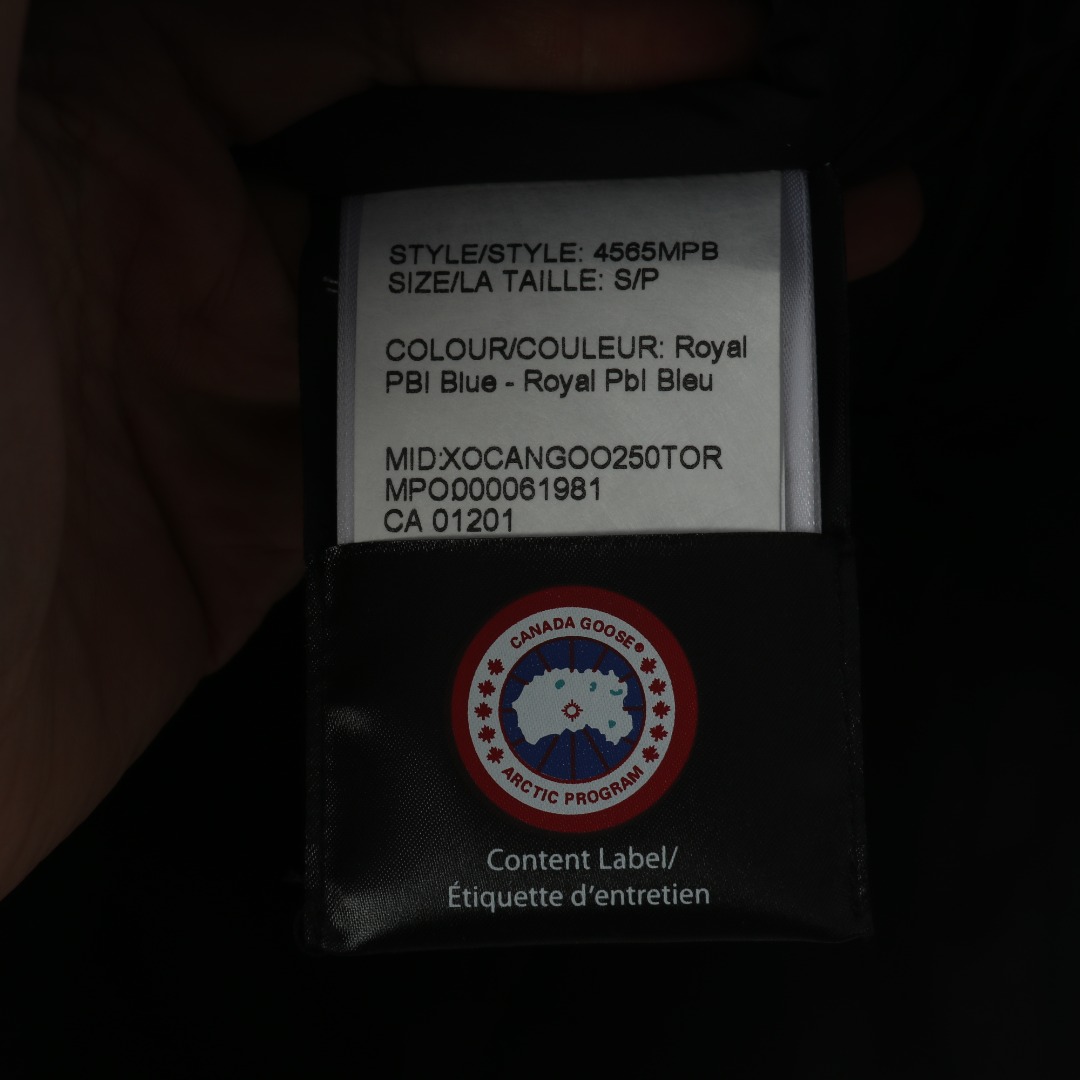 STYLE/STYLE: 4565MPB
SIZE/LA TAILLE: S/P
COLOUR/COULEUR: Royal
PBI Blue - Royal PbI Bleu
MID:XOCANGOO250TOR
MPO000061981
CA 01201
CANADA GOOSE®
ARCTIC PROGRAM
Content Label/
Étiquette d'entretien